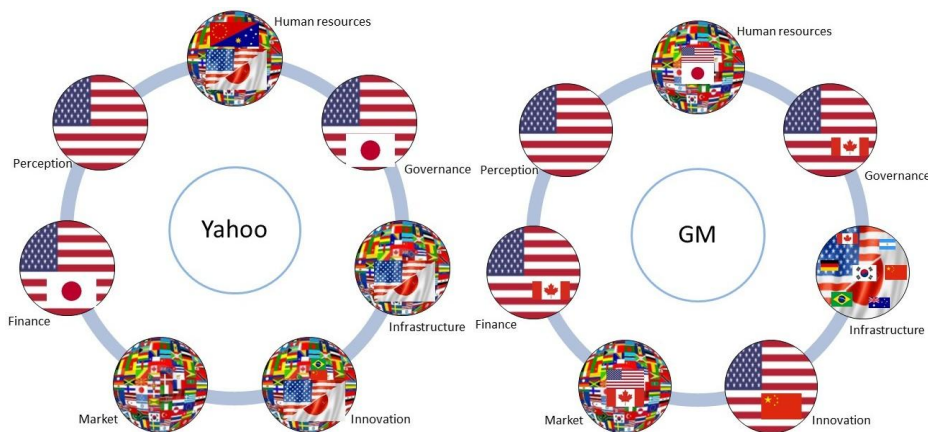 Human resources
Perception
Governance
Yahoo
Finance
Infrastructure
Market
Innovation
Human resources
Perception
Governance
GM
Finance
Infrastructure
Market
Innovation